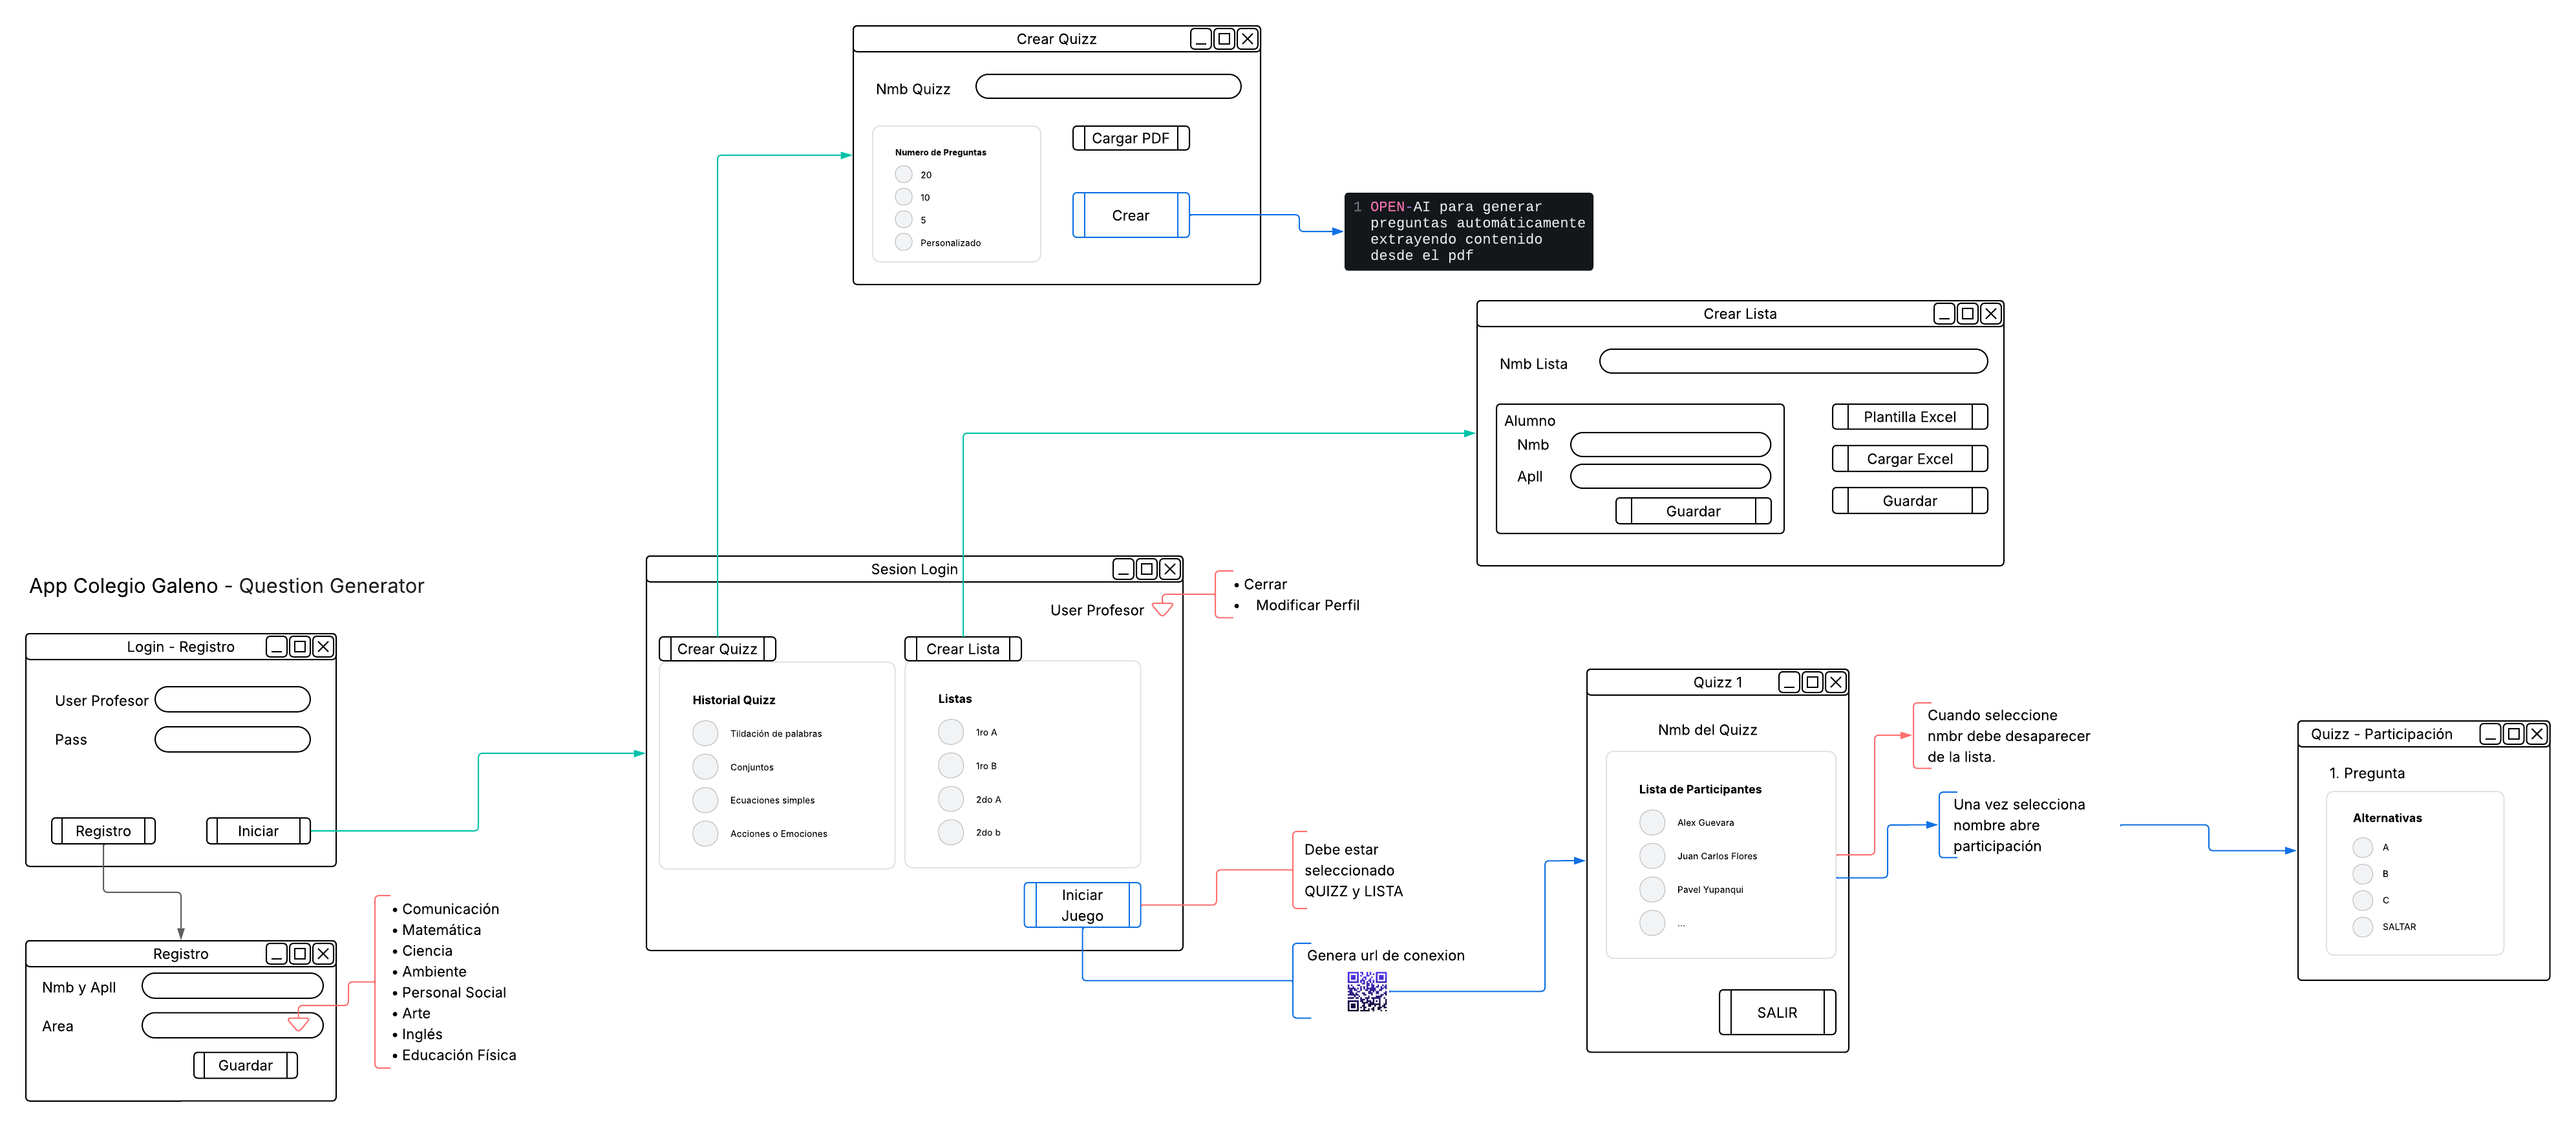 Crear Quizz
Nmb Quizz
Numero de Preguntas
20
10
5
Personalizado
Cargar PDF
Crear
1 OPEN-AI para generar
preguntas automáticamente
extrayendo contenido
desde el pdf
Crear Lista
Nmb Lista
Alumno
Nmb
Apll
Guardar
Plantilla Excel
Cargar Excel
Guardar
App Colegio Galeno - Question Generator
Login - Registro
User Profesor
Pass
Registro
Iniciar
Registro
Nmb y Apll
Area
Guardar
• Comunicación
• Matemática
• Ciencia
• Ambiente
• Personal Social
• Arte
• Inglés
• Educación Física
Sesion Login
User Profesor
• Cerrar
• Modificar Perfil
Crear Quizz
Historial Quizz
Tildación de palabras
Conjuntos
Ecuaciones simples
Acciones o Emociones
Crear Lista
Listas
1ro A
1ro B
2do A
2do b
Iniciar
Juego
Debe estar
seleccionado
QUIZZ y LISTA
Genera url de conexion
Quizz 1
Nmb del Quizz
Lista de Participantes
Alex Guevara
Juan Carlos Flores
Pavel Yupanqui
...
SALIR
Cuando seleccione
nmbr debe desaparecer
de la lista.
Una vez selecciona
nombre abre
participación
Quizz - Participación
1. Pregunta
Alternativas
A
B
C
SALTAR